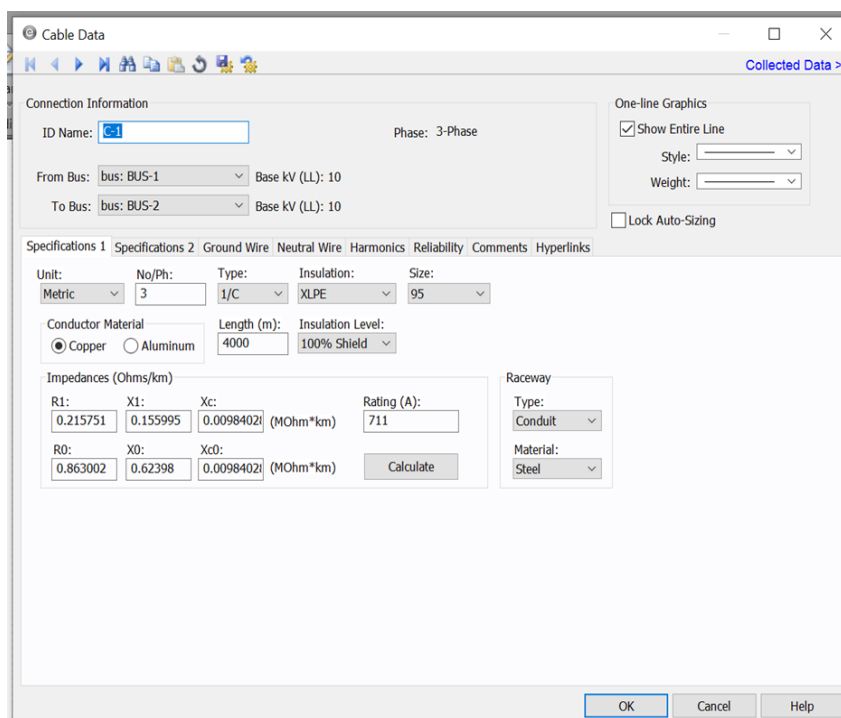 Cable Data
Collected Data >
Connection Information
ID Name: C-1
Phase: 3-Phase
From Bus: bus: BUS-1 Base kV (LL): 10
To Bus: bus: BUS-2 Base kV (LL): 10
One-line Graphics
Show Entire Line
Style:
Weight:
Lock Auto-Sizing
Specifications 1 Specifications 2 Ground Wire Neutral Wire Harmonics Reliability Comments Hyperlinks
Unit: No/Ph: Type: Insulation: Size:
Metric 3 1/C XLPE 95
Conductor Material Length (m): Insulation Level:
Copper Aluminum 4000 100% Shield
Impedances (Ohms/km)
R1: X1: Xc: Rating (A):
0.215751 0.155995 0.0098402 (MOhm*km) 711
R0: X0: Xc0:
0.863002 0.62398 0.0098402 (MOhm*km) Calculate
Raceway
Type:
Conduit
Material:
Steel
OK Cancel Help